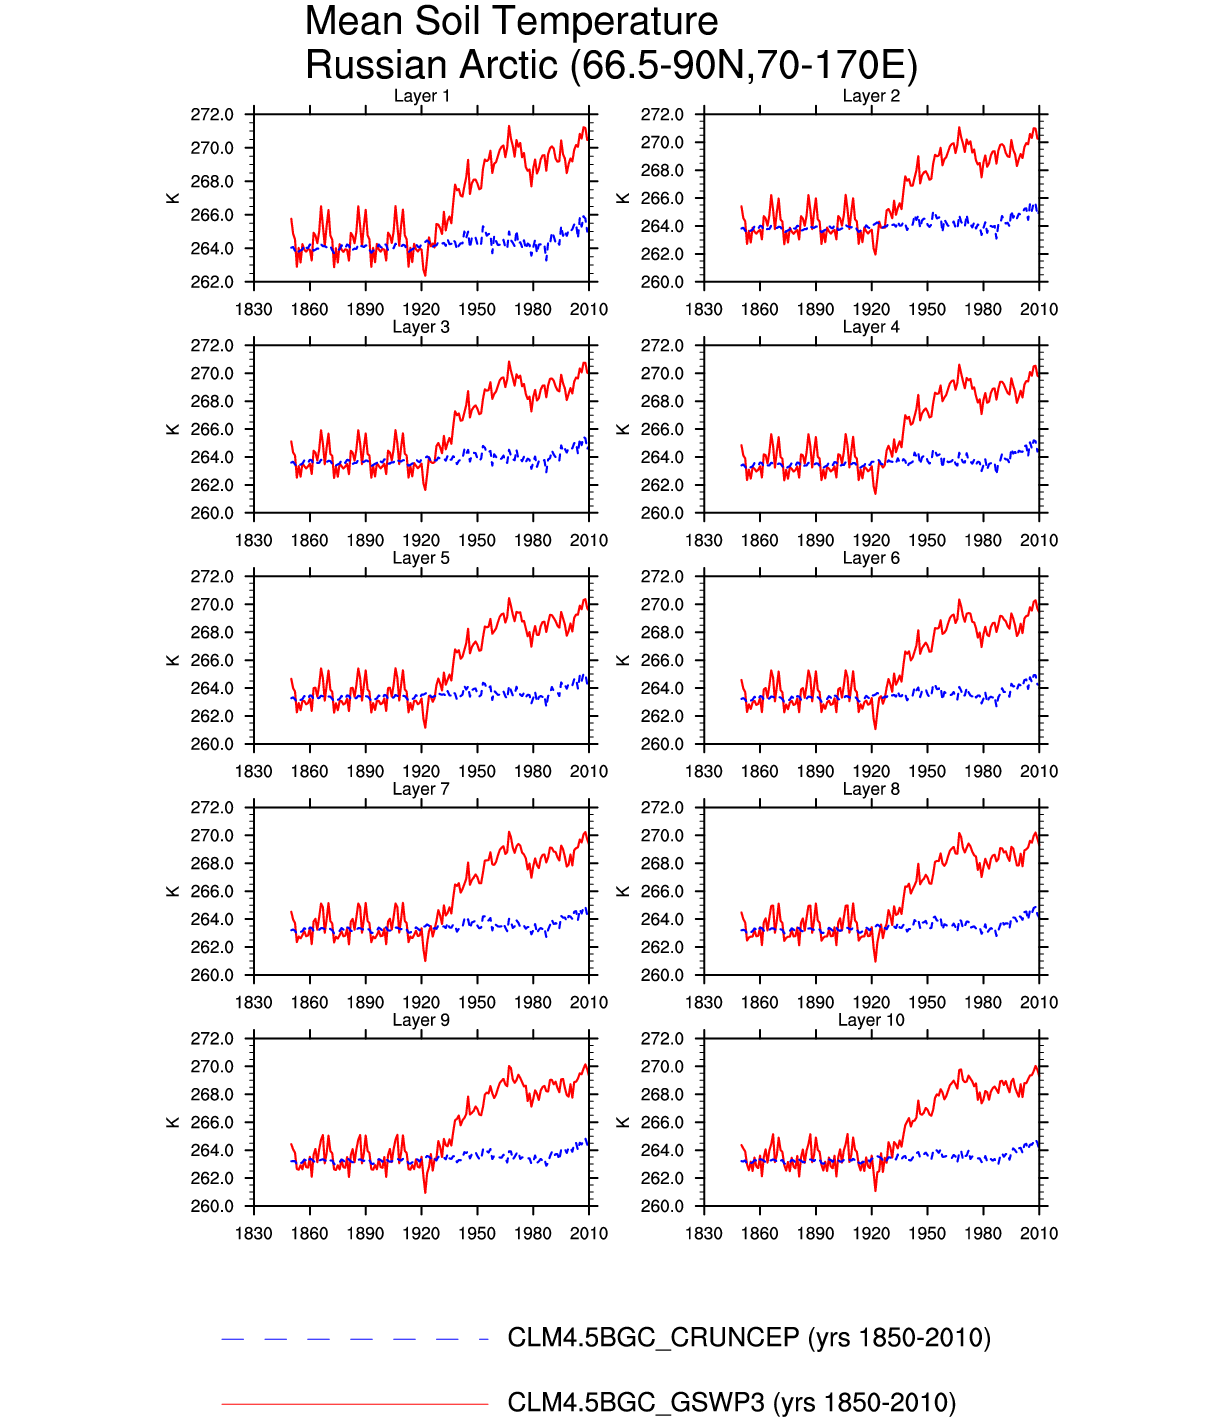 Mean Soil Temperature
Russian Arctic (66.5-90N,70-170E)
Layer 1
272.0
270.0
268.0
266.0
264.0
262.0
K
1830 1860 1890 1920 1950 1980 2010
Layer 2
272.0
270.0
268.0
266.0
264.0
262.0
260.0
K
1830 1860 1890 1920 1950 1980 2010
Layer 3
272.0
270.0
268.0
266.0
264.0
262.0
260.0
K
1830 1860 1890 1920 1950 1980 2010
Layer 4
272.0
270.0
268.0
266.0
264.0
262.0
260.0
K
1830 1860 1890 1920 1950 1980 2010
Layer 5
272.0
270.0
268.0
266.0
264.0
262.0
260.0
K
1830 1860 1890 1920 1950 1980 2010
Layer 6
272.0
270.0
268.0
266.0
264.0
262.0
260.0
K
1830 1860 1890 1920 1950 1980 2010
Layer 7
272.0
270.0
268.0
266.0
264.0
262.0
260.0
K
1830 1860 1890 1920 1950 1980 2010
Layer 8
272.0
270.0
268.0
266.0
264.0
262.0
260.0
K
1830 1860 1890 1920 1950 1980 2010
Layer 9
272.0
270.0
268.0
266.0
264.0
262.0
260.0
K
1830 1860 1890 1920 1950 1980 2010
Layer 10
272.0
270.0
268.0
266.0
264.0
262.0
260.0
K
1830 1860 1890 1920 1950 1980 2010
CLM4.5BGC_CRUNCEP (yrs 1850-2010)
CLM4.5BGC_GSWP3 (yrs 1850-2010)